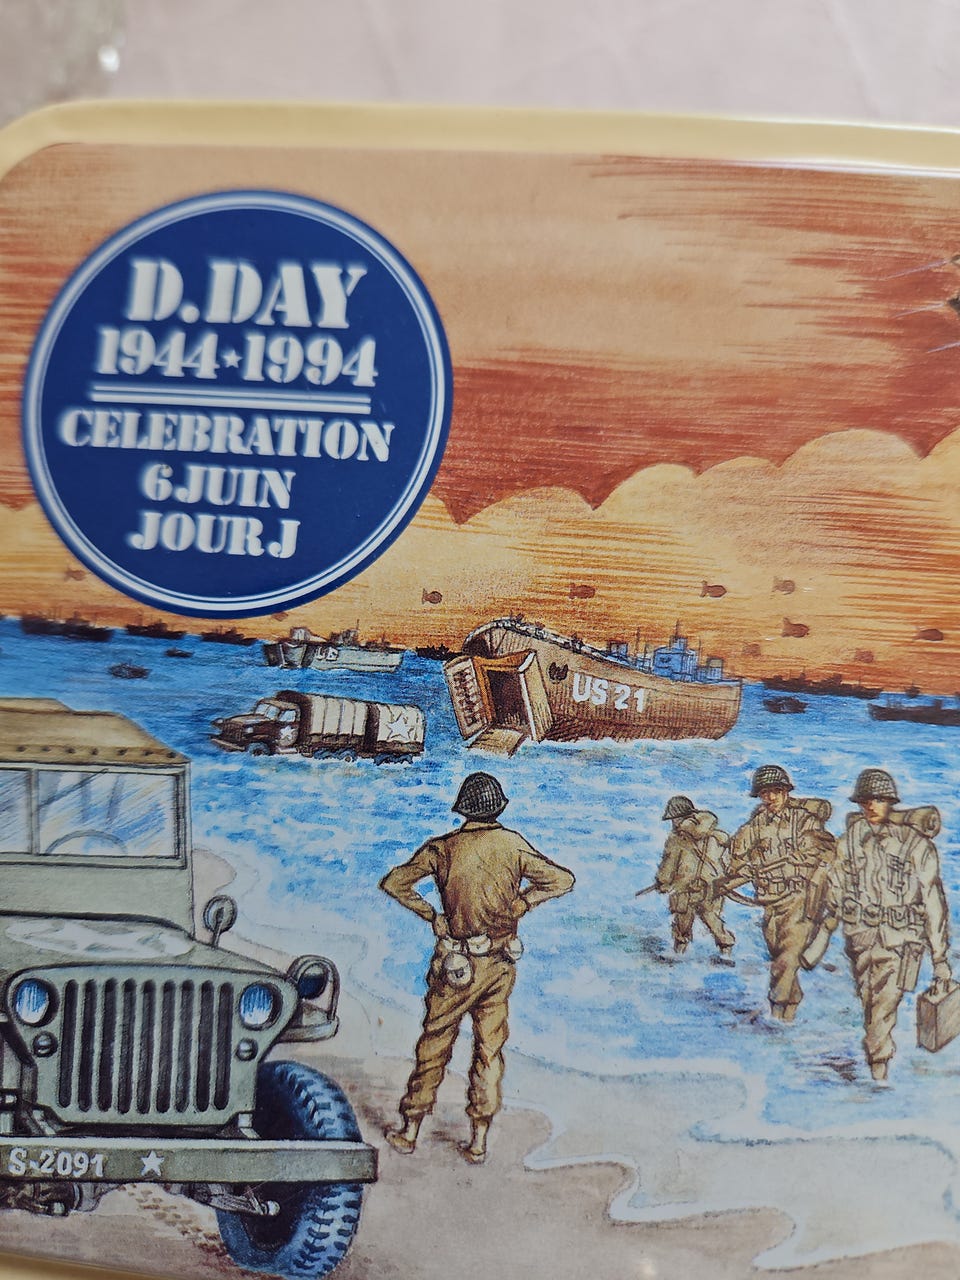 D.DAY
1944★1994
CELEBRATION
6 JUIN
JOUR J
US 21
S-2091